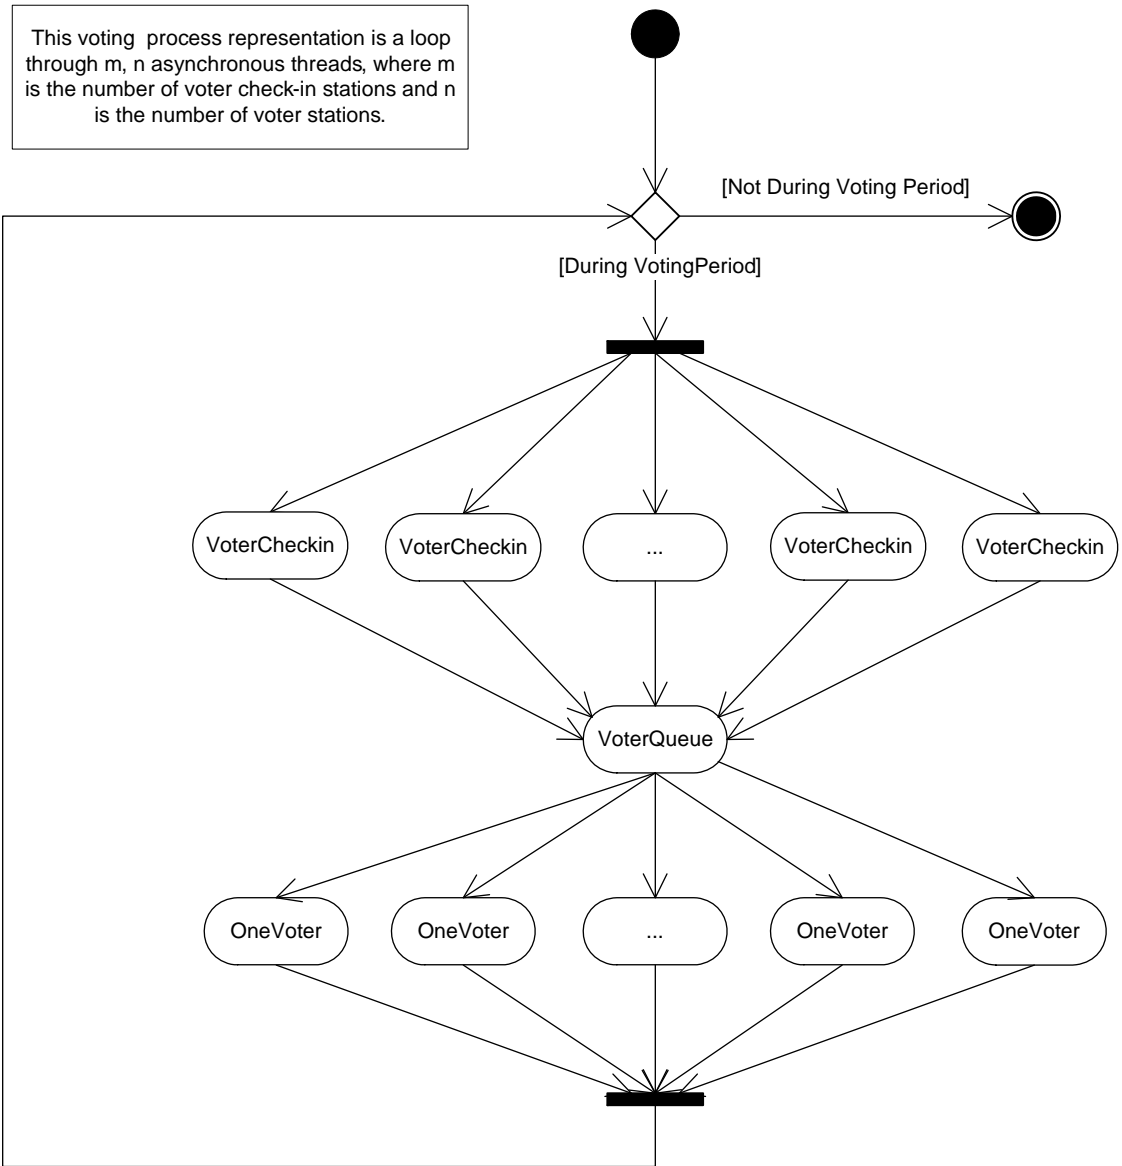 This voting process representation is a loop
through m, n asynchronous threads, where m
is the number of voter check-in stations and n
is the number of voter stations.
[Not During Voting Period]
[During VotingPeriod]
VoterCheckin
VoterCheckin
...
VoterCheckin
VoterCheckin
VoterQueue
OneVoter
OneVoter
...
OneVoter
OneVoter